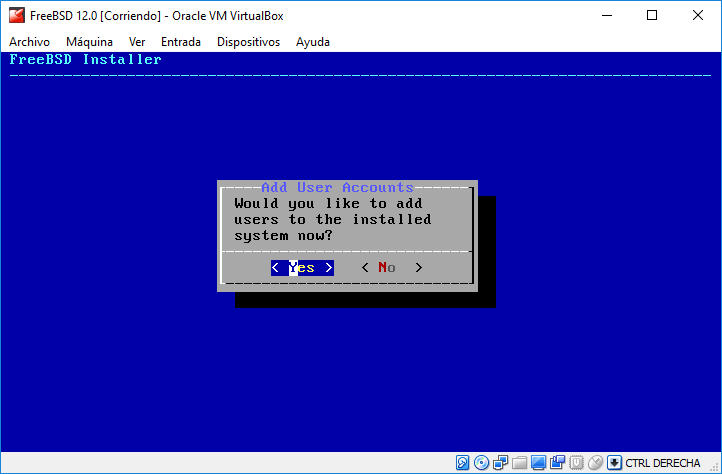 FreeBSD 12.0 [Corriendo] - Oracle VM VirtualBox
Archivo Máquina Ver Entrada Dispositivos Ayuda
FreeBSD Installer
Add User Accounts
Would you like to add
users to the installed
system now?
< Yes > < No >
CTRL DERECHA